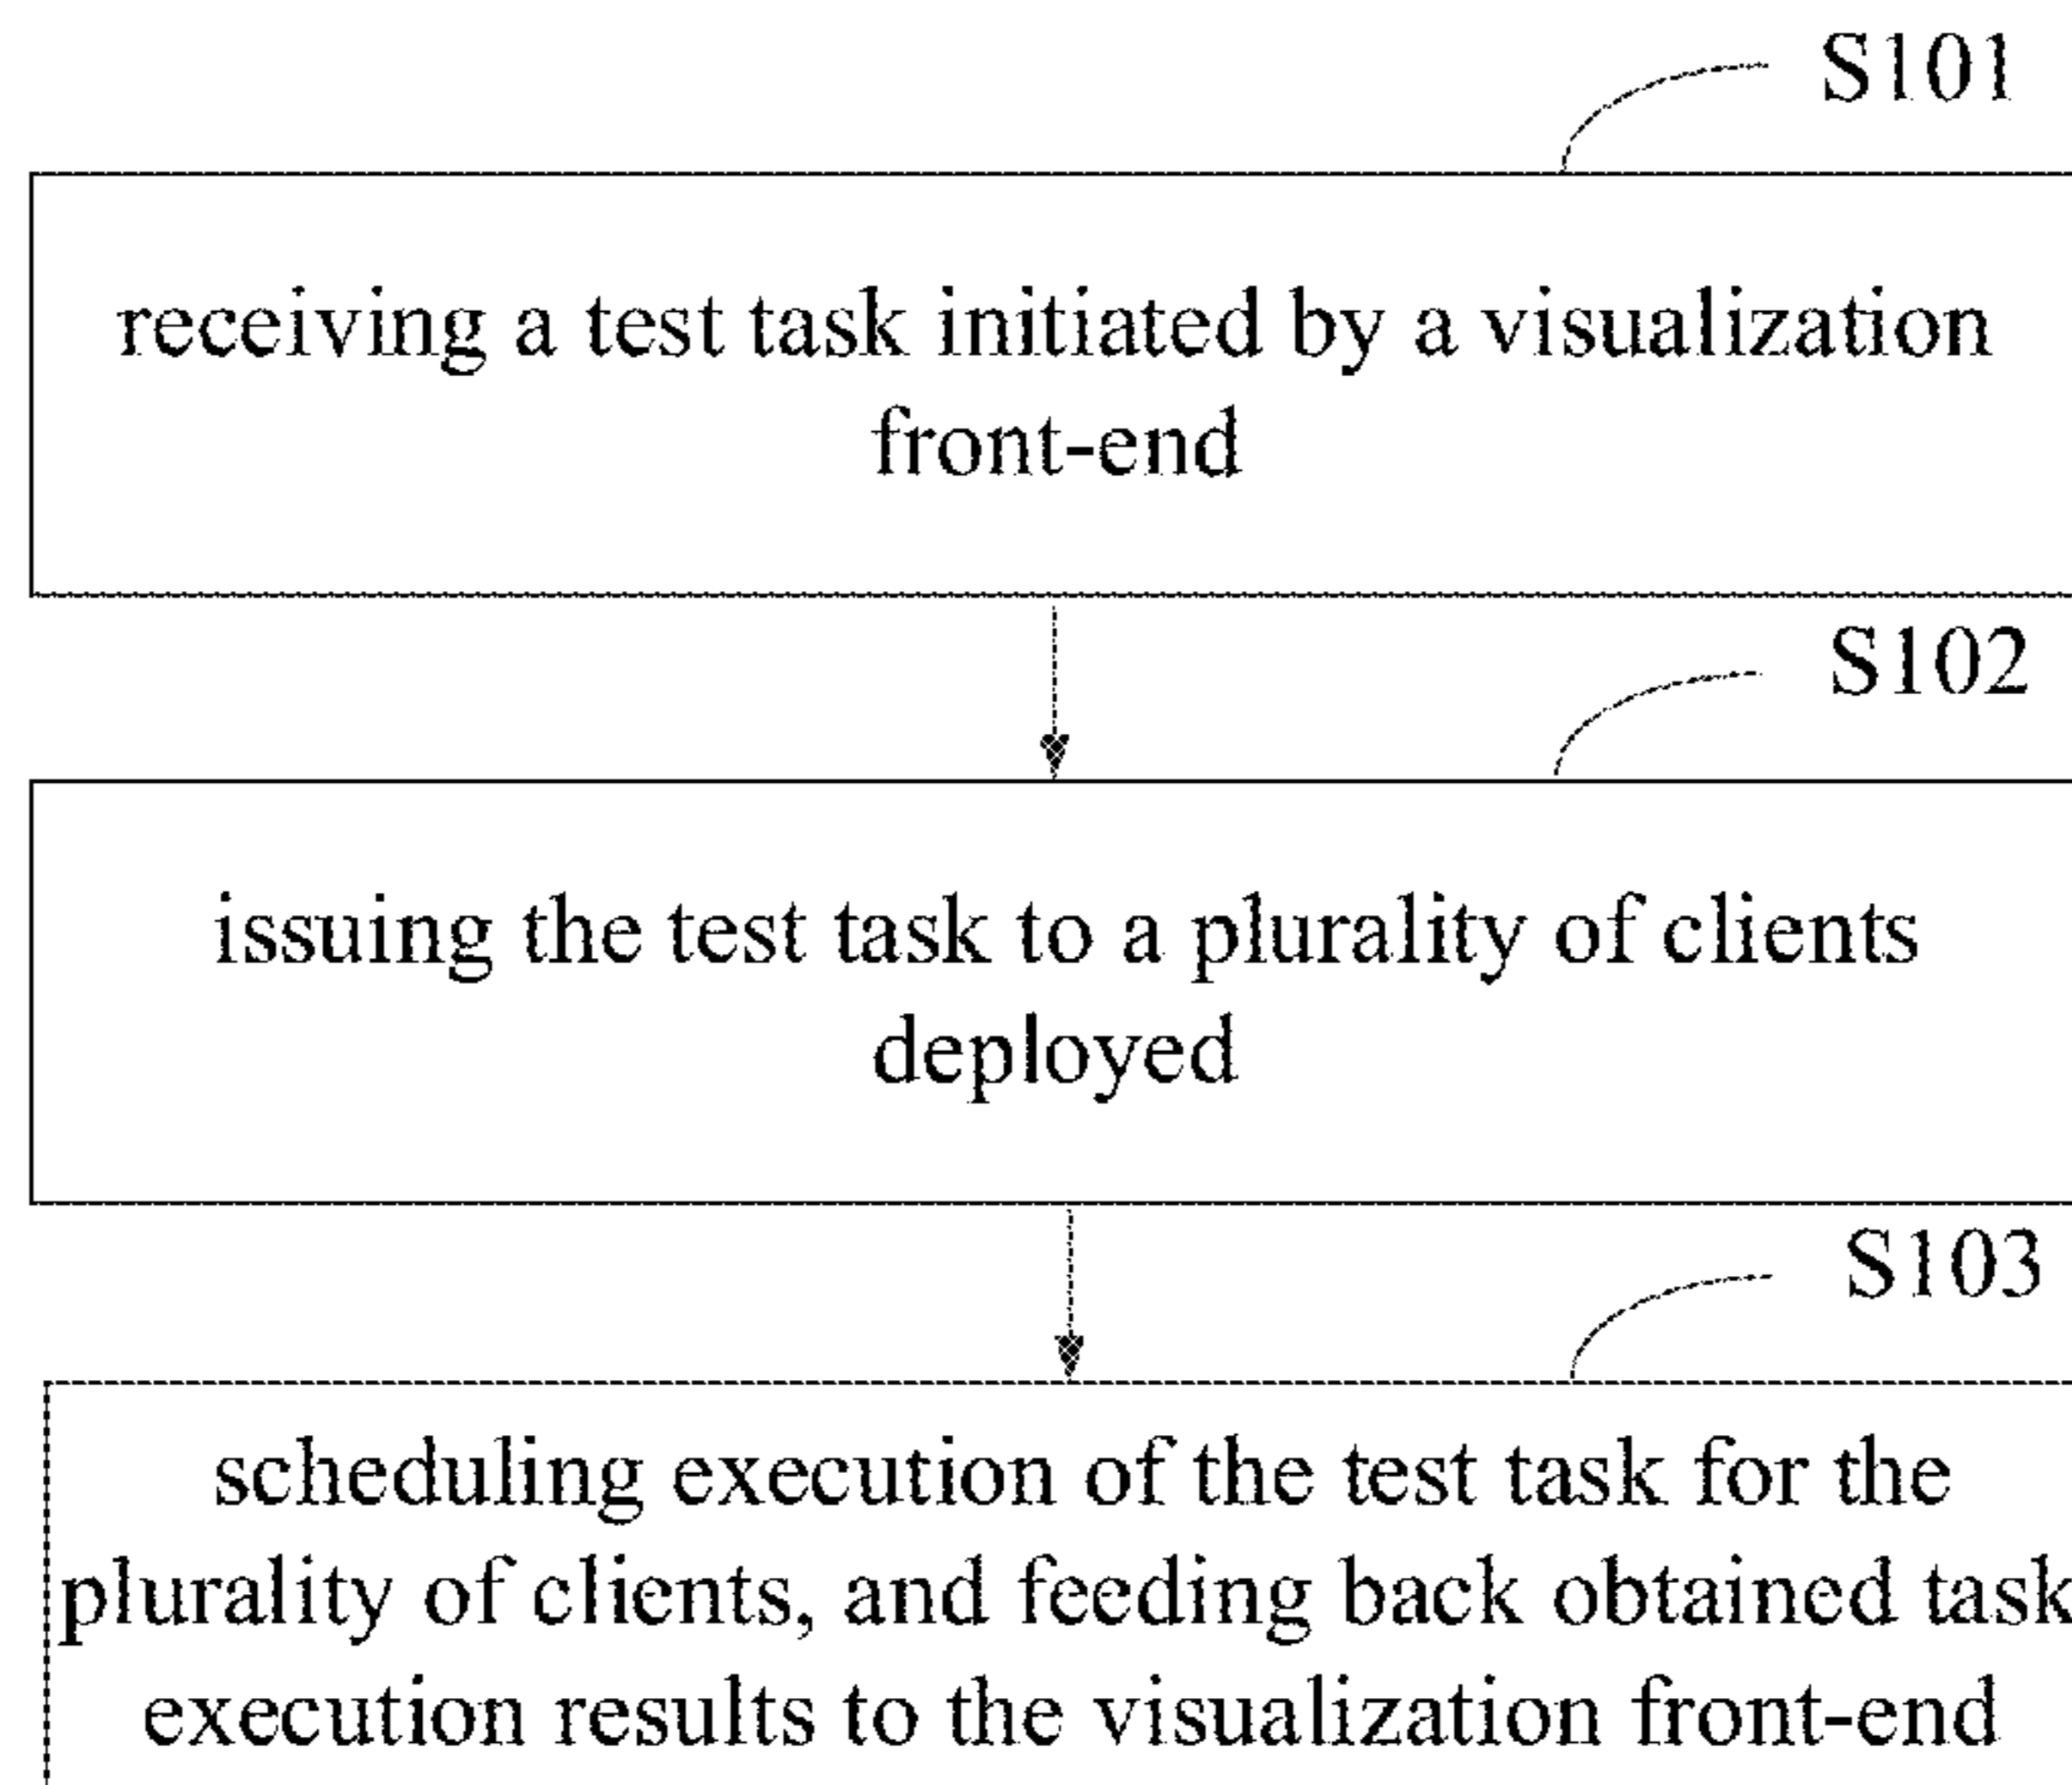 S101
receiving a test task initiated by a visualization
front-end
S102
issuing the test task to a plurality of clients
deployed
S103
scheduling execution of the test task for the
plurality of clients, and feeding back obtained task
execution results to the visualization front-end